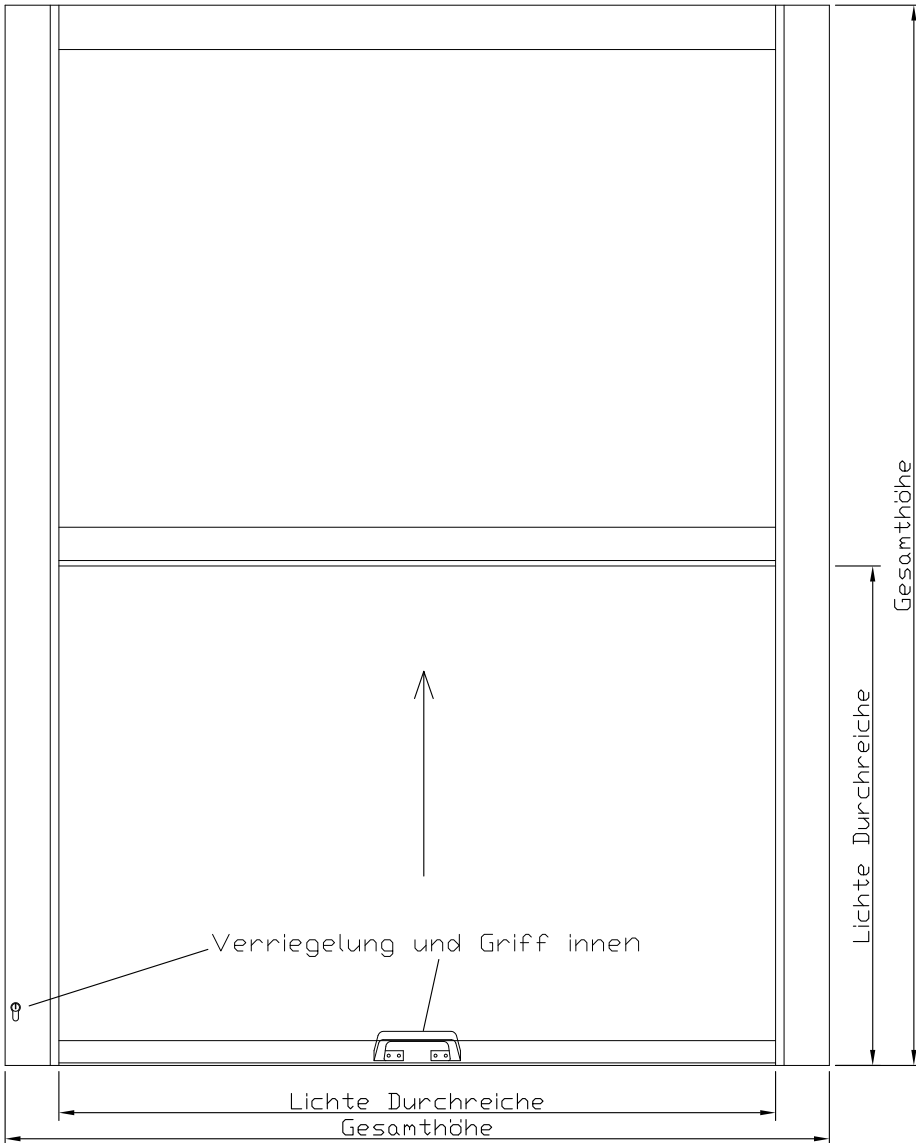 Gesamthöhe
Lichte Durchreiche
Verriegelung und Griff innen
Lichte Durchreiche
Gesamthöhe